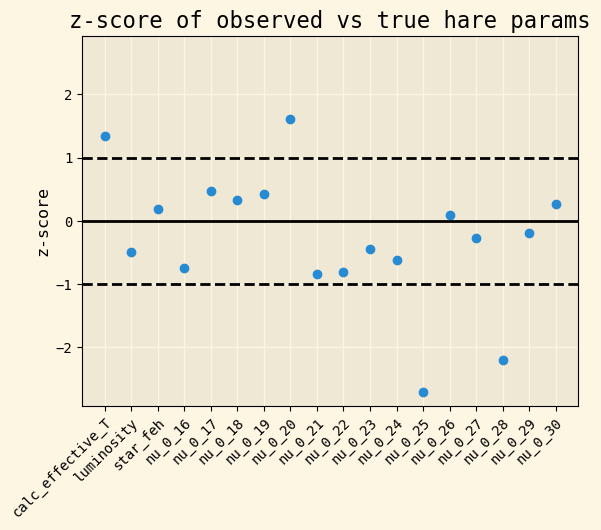 z-score of observed vs true hare params
z-score
2
1
0
−1
−2
calc_effective_T
luminosity
star_feh
nu_0_16
nu_0_17
nu_0_18
nu_0_19
nu_0_20
nu_0_21
nu_0_22
nu_0_23
nu_0_24
nu_0_25
nu_0_26
nu_0_27
nu_0_28
nu_0_29
nu_0_30